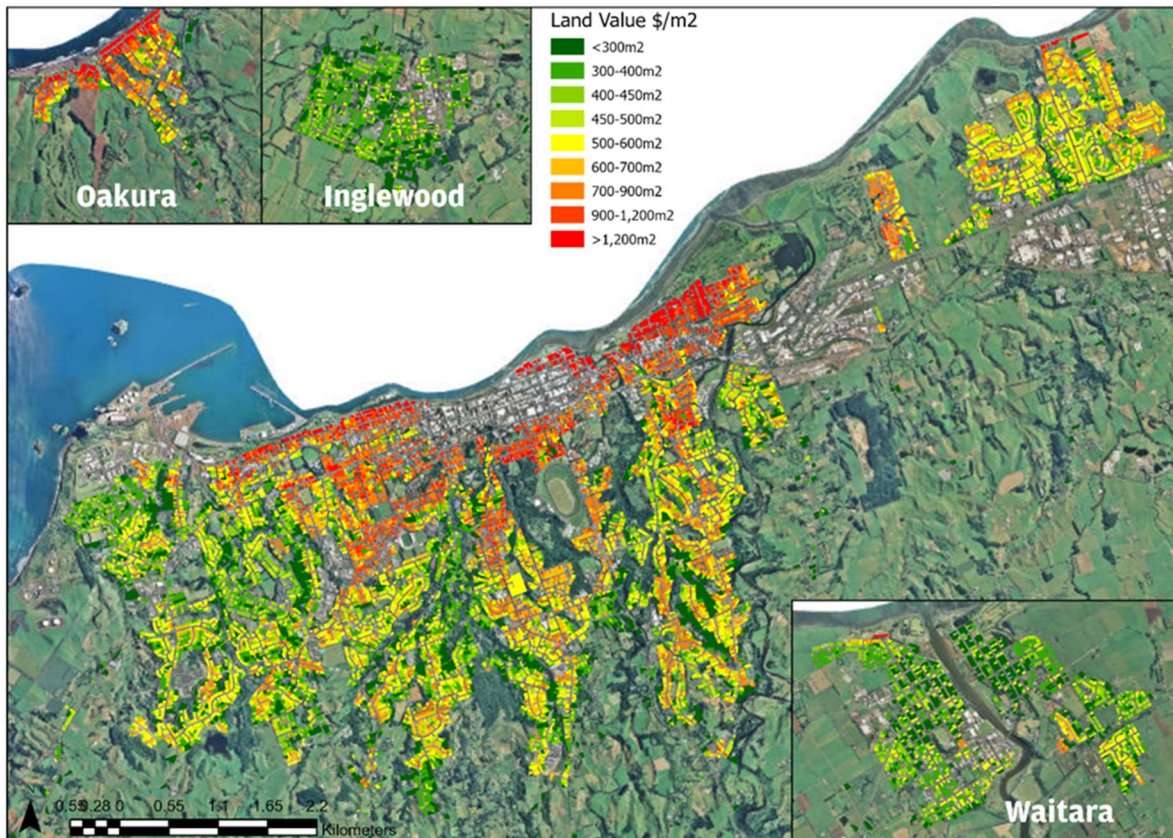 Oakura
Inglewood
Land Value $/m2
<300m2
300-400m2
400-450m2
450-500m2
500-600m2
600-700m2
700-900m2
900-1,200m2
>1,200m2
N
0.55 0.28 0 0.55 1.1 1.65 2.2
Kilometers
Waitara